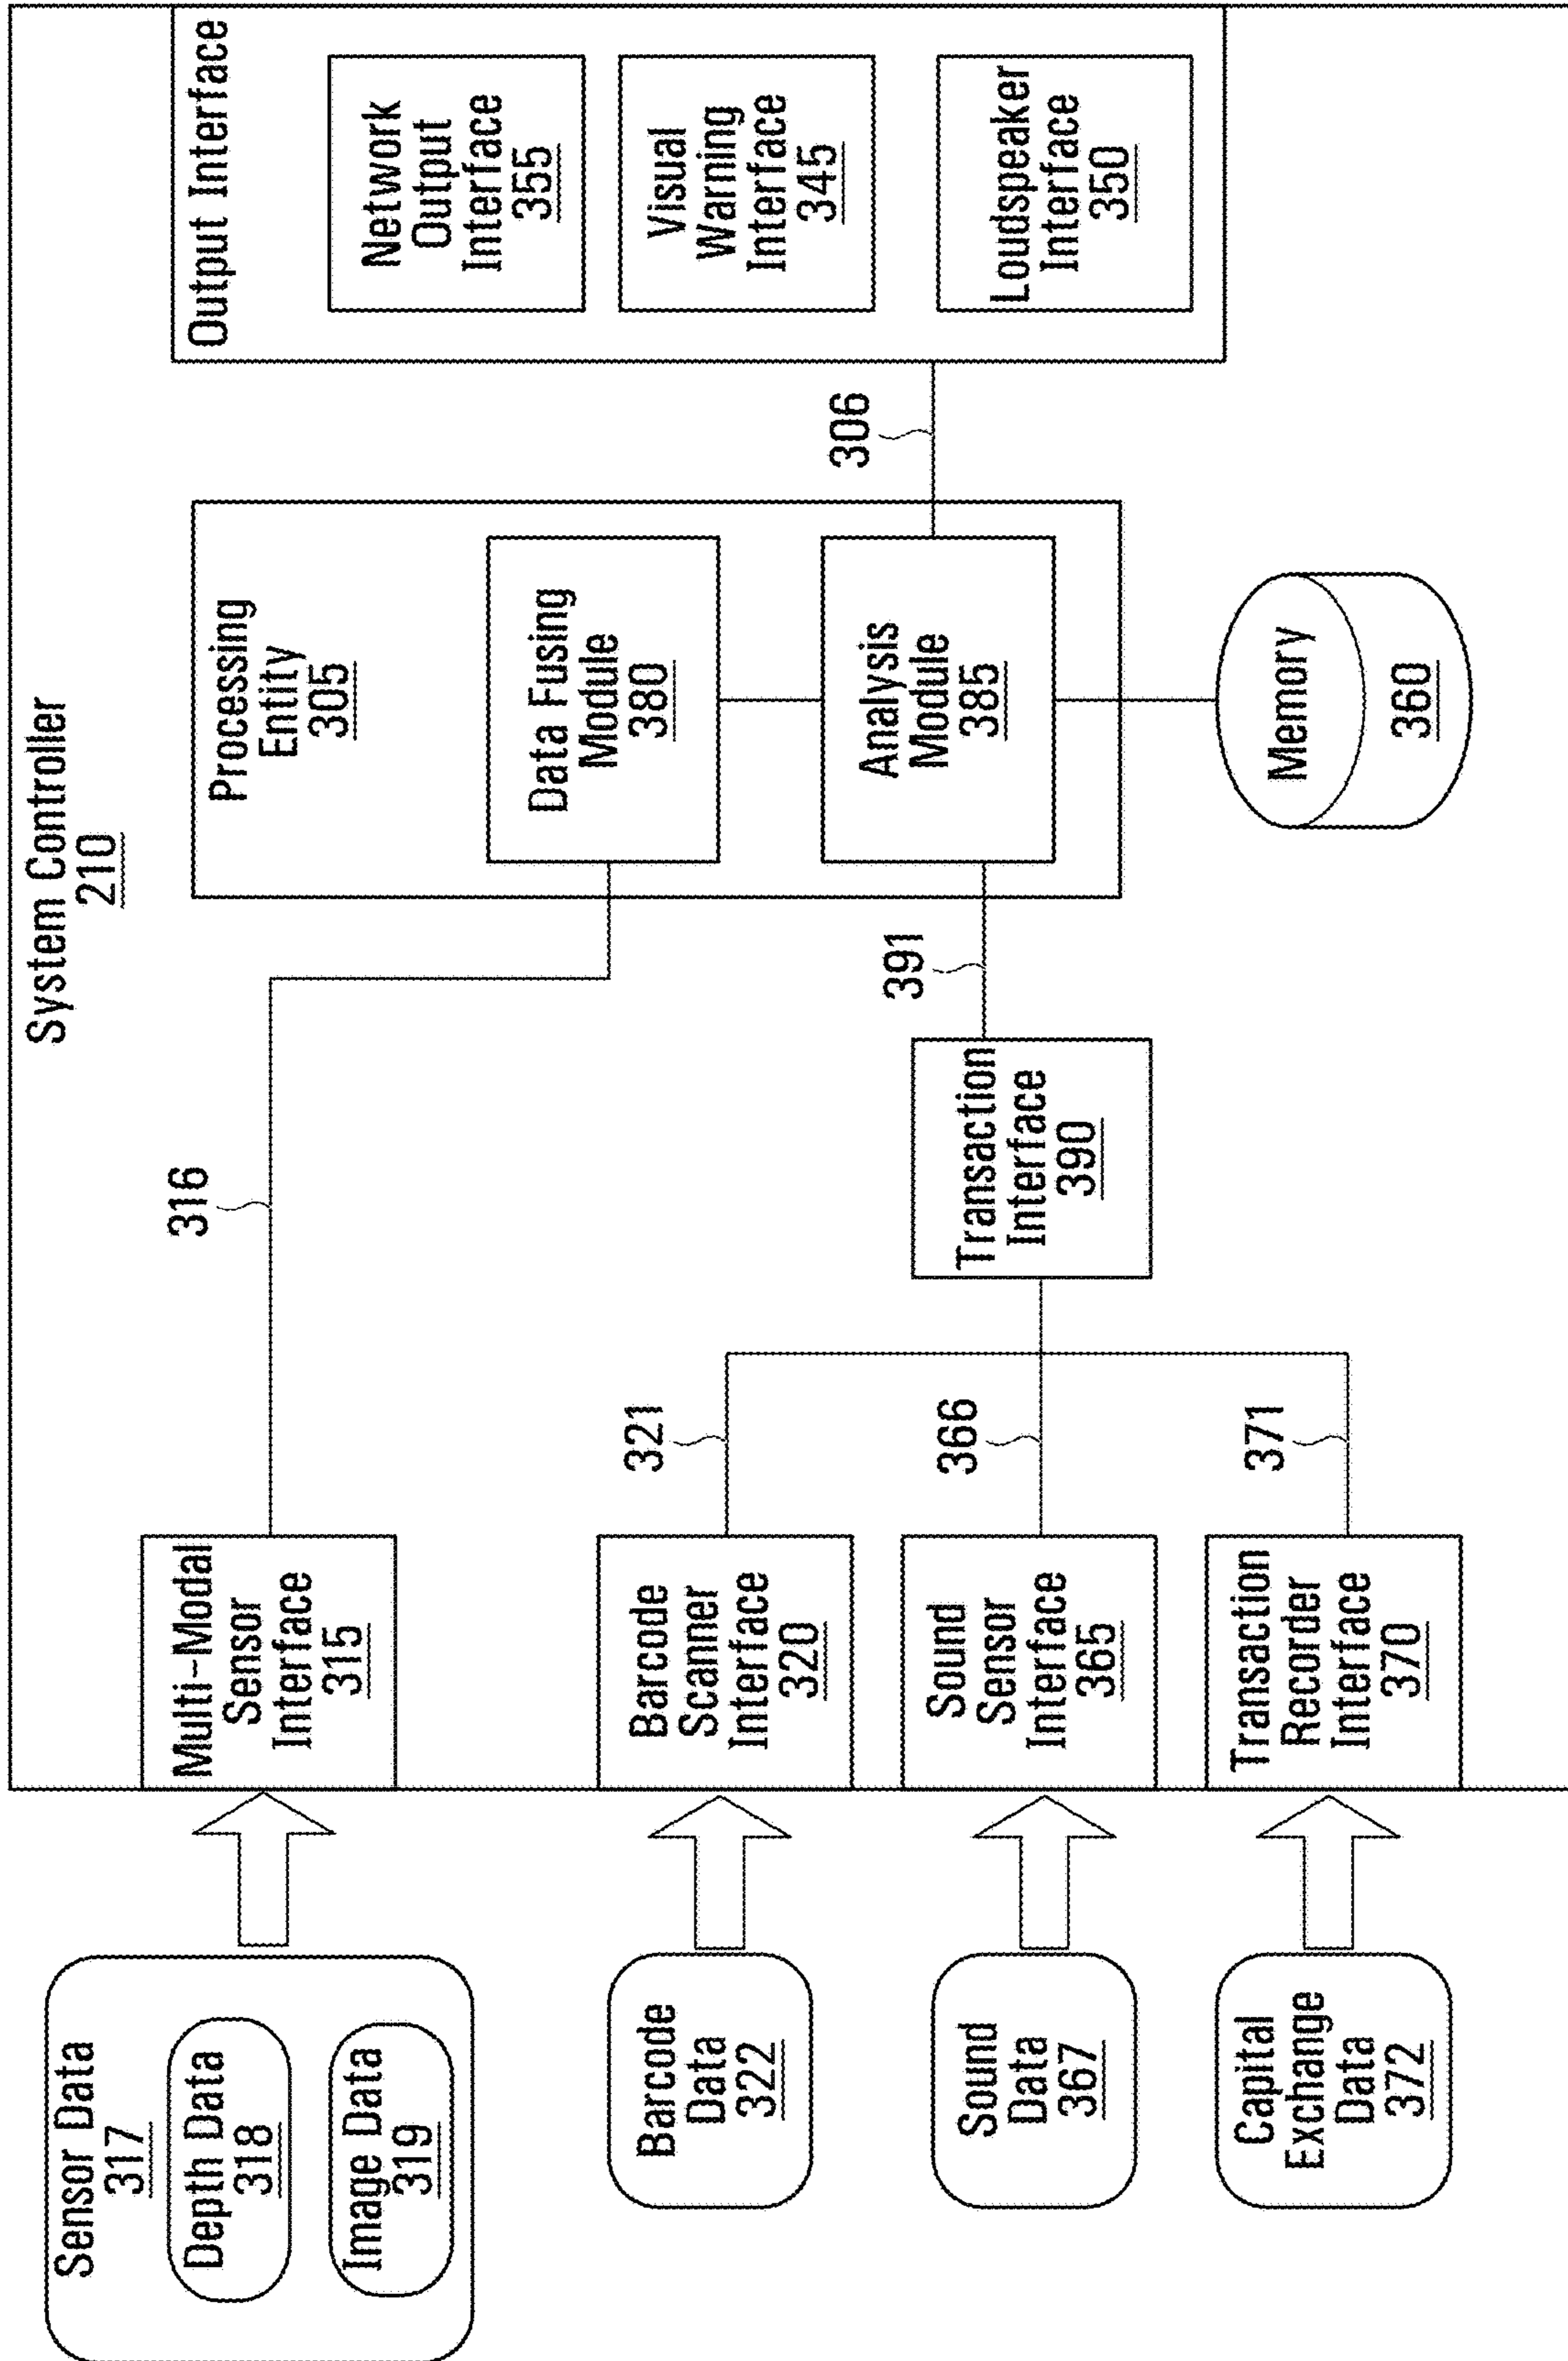 System Controller
210
Sensor Data
317
Depth Data
318
Image Data
319
Multi-Modal
Sensor
Interface
315
316
Barcode
Data
322
Barcode
Scanner
Interface
320
321
Sound
Data
367
Sound
Sensor
Interface
365
366
Capital
Exchange
Data
372
Transaction
Recorder
Interface
370
371
Transaction
Interface
390
391
Processing
Entity
305
Data Fusing
Module
380
Analysis
Module
385
Memory
360
306
Output Interface
Network
Output
Interface
355
Visual
Warning
Interface
345
Loudspeaker
Interface
350